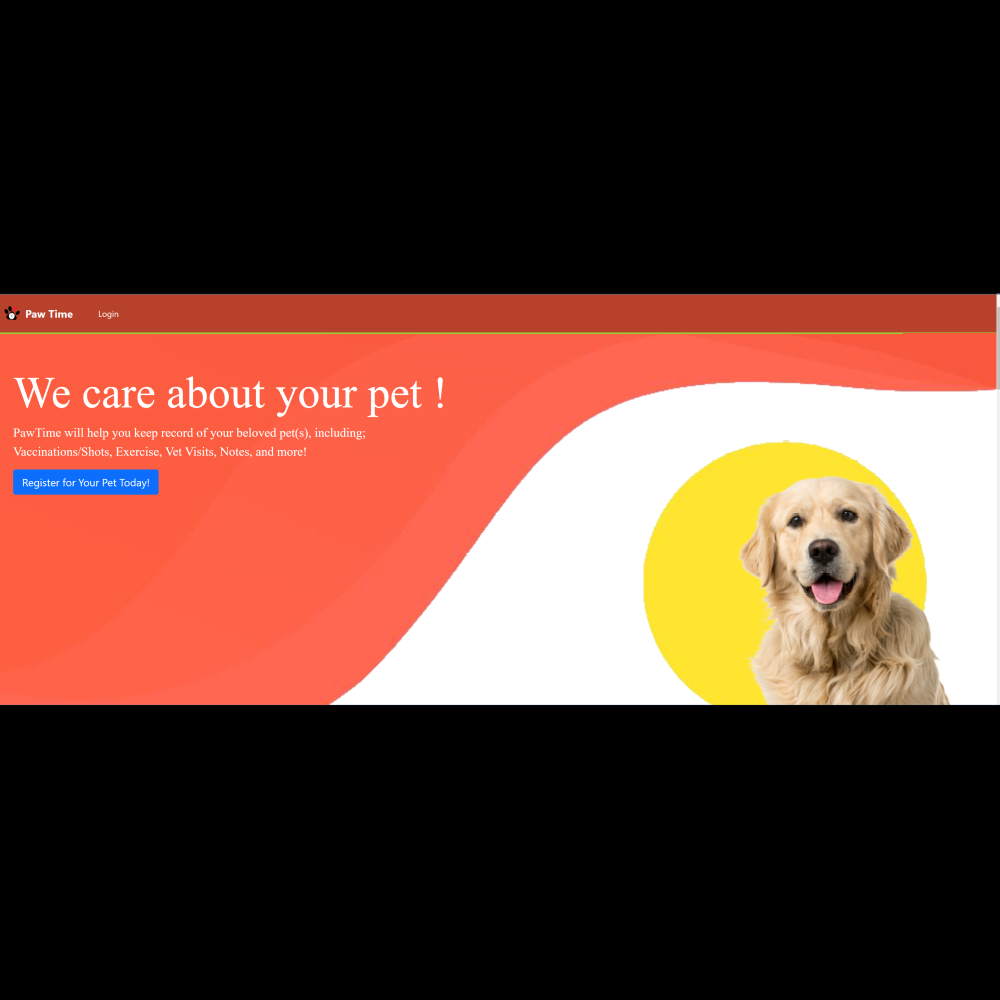 Paw Time
Login
We care about your pet !
PawTime will help you keep record of your beloved pet(s), including;
Vaccinations/Shots, Exercise, Vet Visits, Notes, and more!
Register for Your Pet Today!